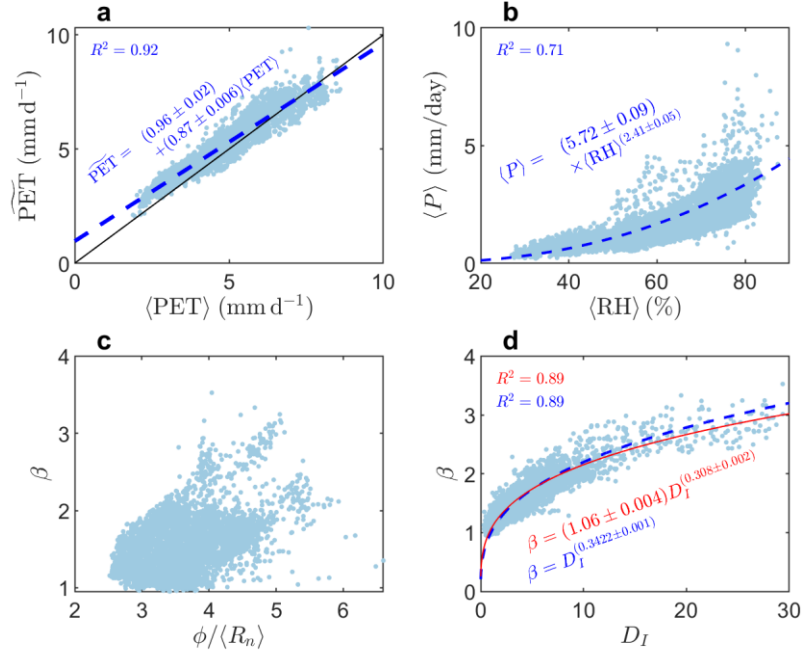 a
R² = 0.92
P͠ET = (0.96 ± 0.02)
+(0.87 ± 0.006)⟨PET⟩
P͠ET (mm d⁻¹)
10
5
0
0
5
10
⟨PET⟩ (mm d⁻¹)
b
R² = 0.71
⟨P⟩ = (5.72 ± 0.09)
×⟨RH⟩^(2.41±0.05)
⟨P⟩ (mm/day)
10
5
0
20
40
60
80
⟨RH⟩ (%)
c
β
4
3
2
1
2
3
4
5
6
ϕ/⟨Rₙ⟩
d
R² = 0.89
R² = 0.89
β = (1.06 ± 0.004)D_I^(0.308±0.002)
β = D_I^(0.3422±0.001)
β
4
3
2
1
0
0
10
20
30
D_I